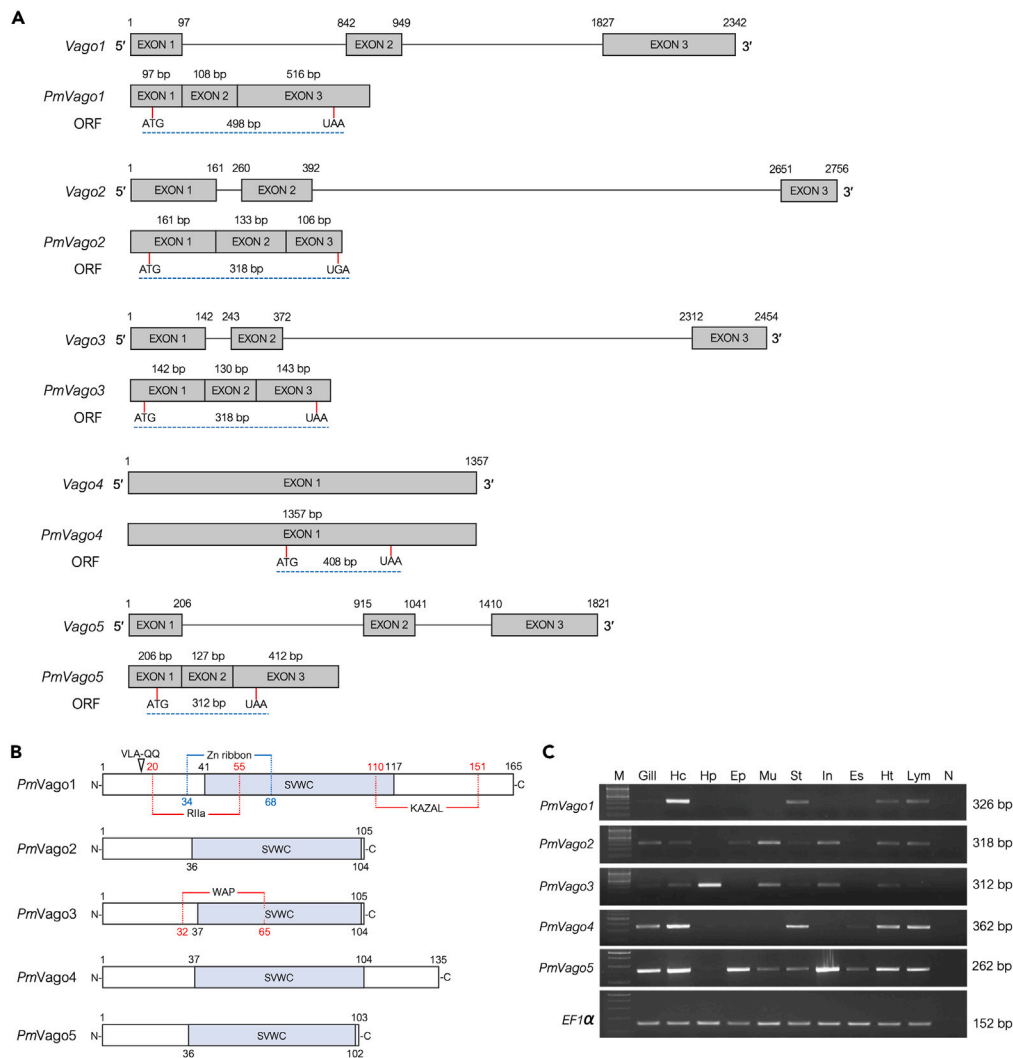 A
1 97 842 949 1827 2342
Vago1 5′ EXON 1 EXON 2 EXON 3 3′
97 bp 108 bp 516 bp
PmVago1 EXON 1 EXON 2 EXON 3
ORF ATG 498 bp UAA
1 161 260 392 2651 2756
Vago2 5′ EXON 1 EXON 2 EXON 3 3′
161 bp 133 bp 106 bp
PmVago2 EXON 1 EXON 2 EXON 3
ORF ATG 318 bp UGA
1 142 243 372 2312 2454
Vago3 5′ EXON 1 EXON 2 EXON 3 3′
142 bp 130 bp 143 bp
PmVago3 EXON 1 EXON 2 EXON 3
ORF ATG 318 bp UAA
1 1357
Vago4 5′ EXON 1 3′
1357 bp
PmVago4 EXON 1
ORF ATG 408 bp UAA
1 206 915 1041 1410 1821
Vago5 5′ EXON 1 EXON 2 EXON 3 3′
206 bp 127 bp 412 bp
PmVago5 EXON 1 EXON 2 EXON 3
ORF ATG 312 bp UAA
B
VLA-QQ Zn ribbon
1 20 41 55 110 117 151 165
PmVago1 N- SVWC -C
34 68
RIIa KAZAL
1 105
PmVago2 N- SVWC -C
36 104
1 WAP 105
PmVago3 N- SVWC -C
32 37 65 104
1 37 104 135
PmVago4 N- SVWC -C
1 103
PmVago5 N- SVWC -C
36 102
C
M Gill Hc Hp Ep Mu St In Es Ht Lym N
PmVago1 326 bp
PmVago2 318 bp
PmVago3 312 bp
PmVago4 362 bp
PmVago5 262 bp
EF1α 152 bp